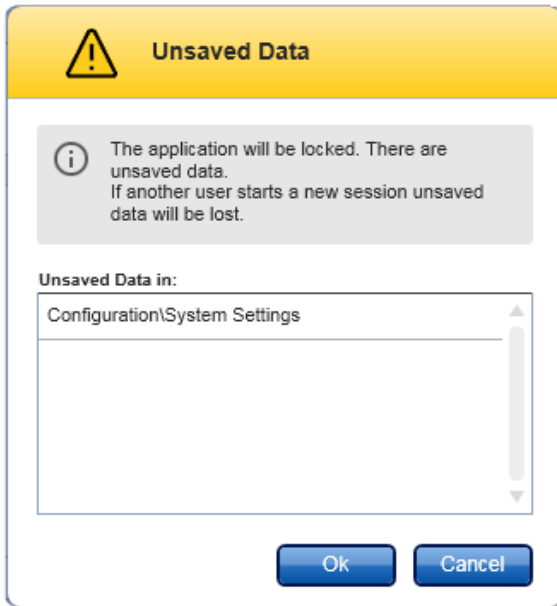 Unsaved Data
The application will be locked. There are
unsaved data.
If another user starts a new session unsaved
data will be lost.
Unsaved Data in:
Configuration\System Settings
Ok
Cancel